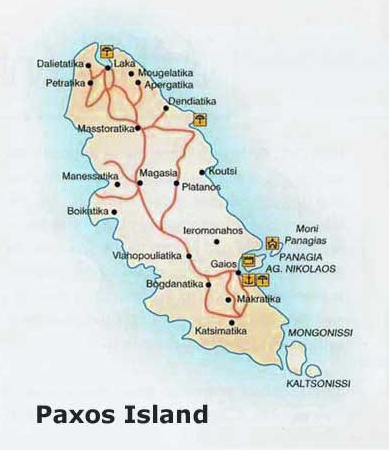 Dalietatika
Laka
Mougelatika
Petratika
Apergatika
Dendiatika
Masstoratika
Koutsi
Manessatika
Magasia
Platanos
Boikatika
Ieromonahos
Moni
Panagias
Vlahopouliatika
Gaios
PANAGIA
AG. NIKOLAOS
Bogdanatika
Makratika
Katsimatika
MONGONISSI
KALTSONISSI
Paxos Island